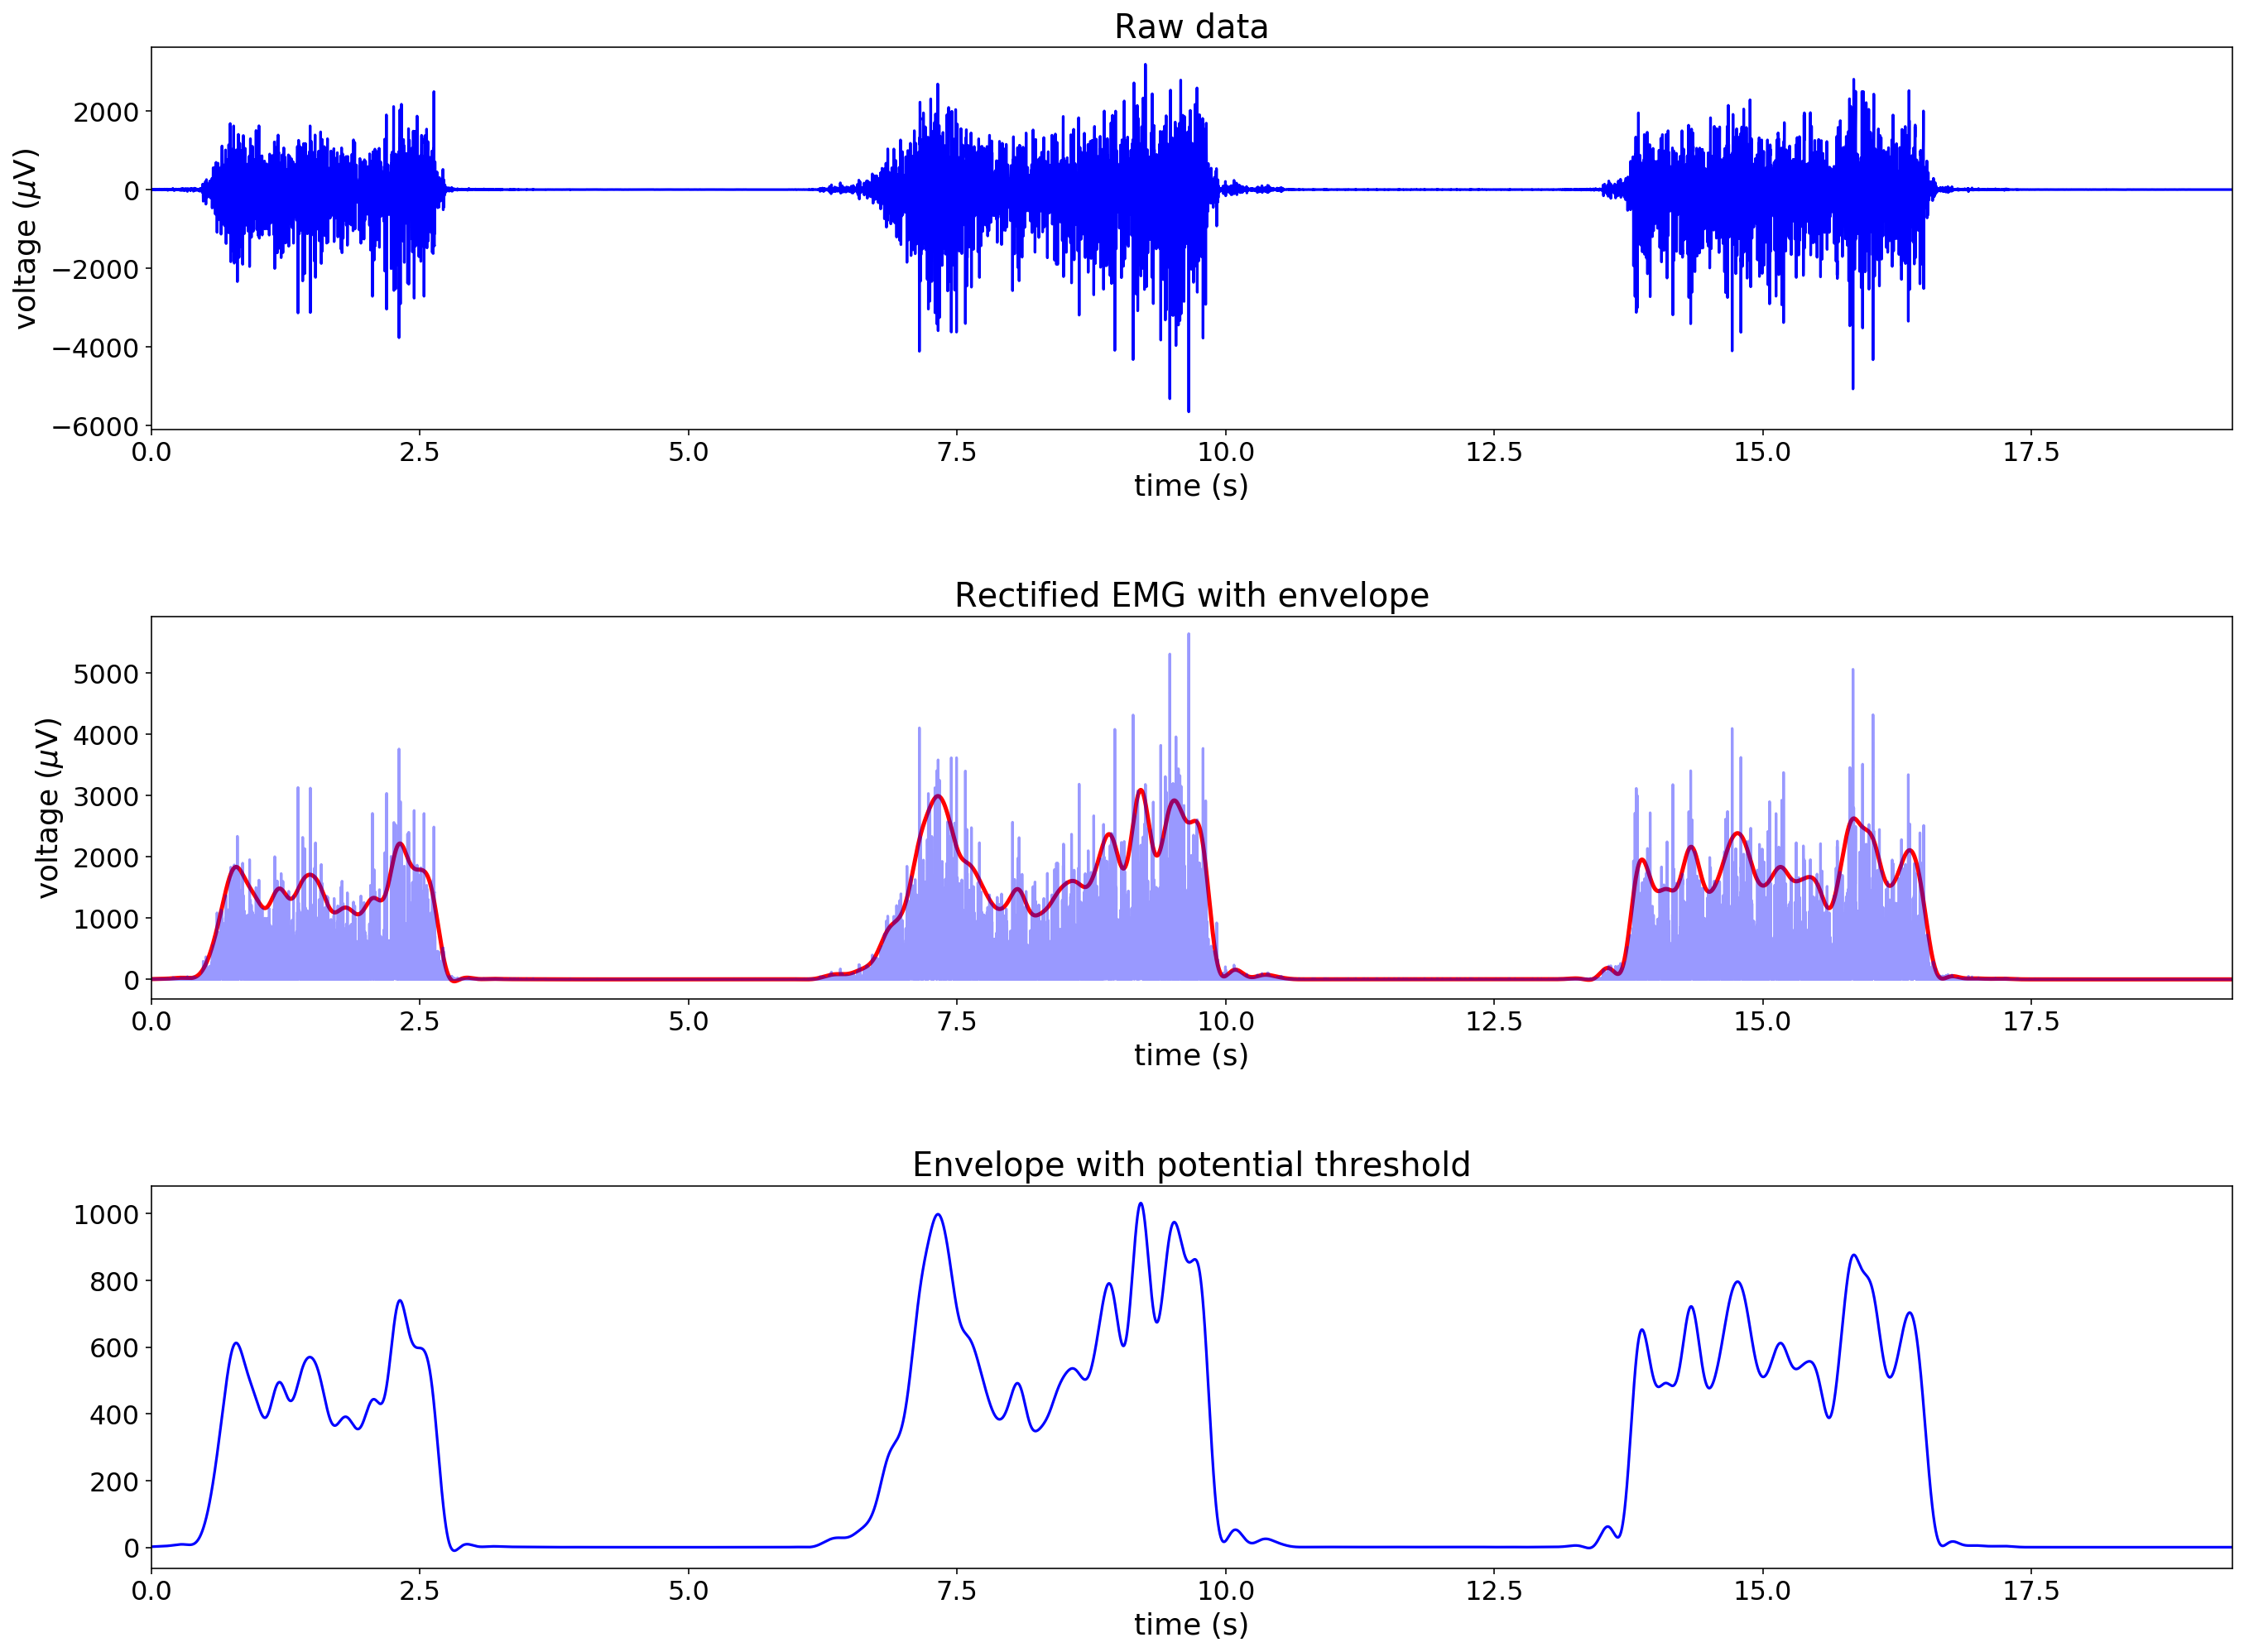 Raw data
voltage (μV)
2000
0
−2000
−4000
−6000
0.0 2.5 5.0 7.5 10.0 12.5 15.0 17.5
time (s)
Rectified EMG with envelope
voltage (μV)
5000
4000
3000
2000
1000
0
0.0 2.5 5.0 7.5 10.0 12.5 15.0 17.5
time (s)
Envelope with potential threshold
1000
800
600
400
200
0
0.0 2.5 5.0 7.5 10.0 12.5 15.0 17.5
time (s)